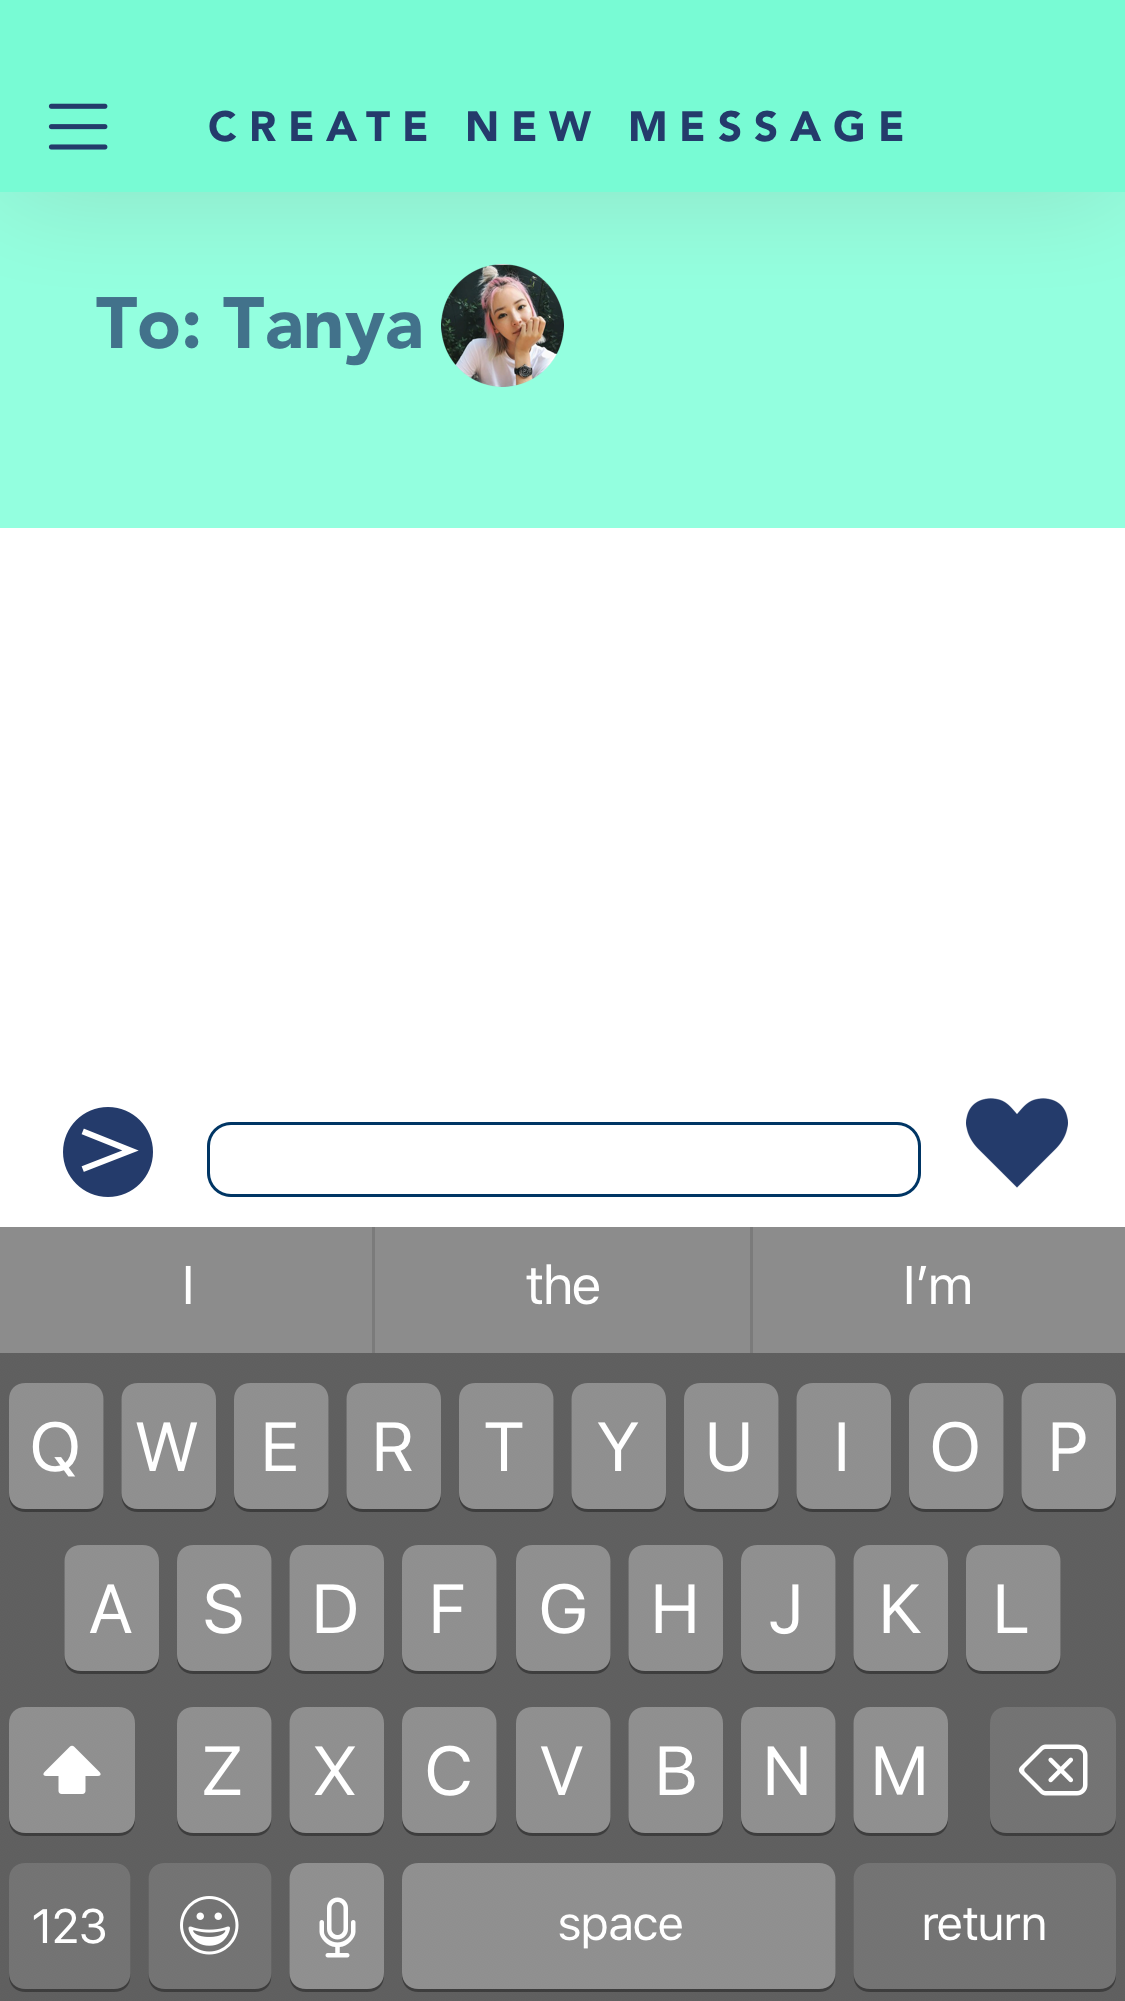 CREATE NEW MESSAGE
To: Tanya
I the I’m
Q W E R T Y U I O P
A S D F G H J K L
Z X C V B N M
123 space return